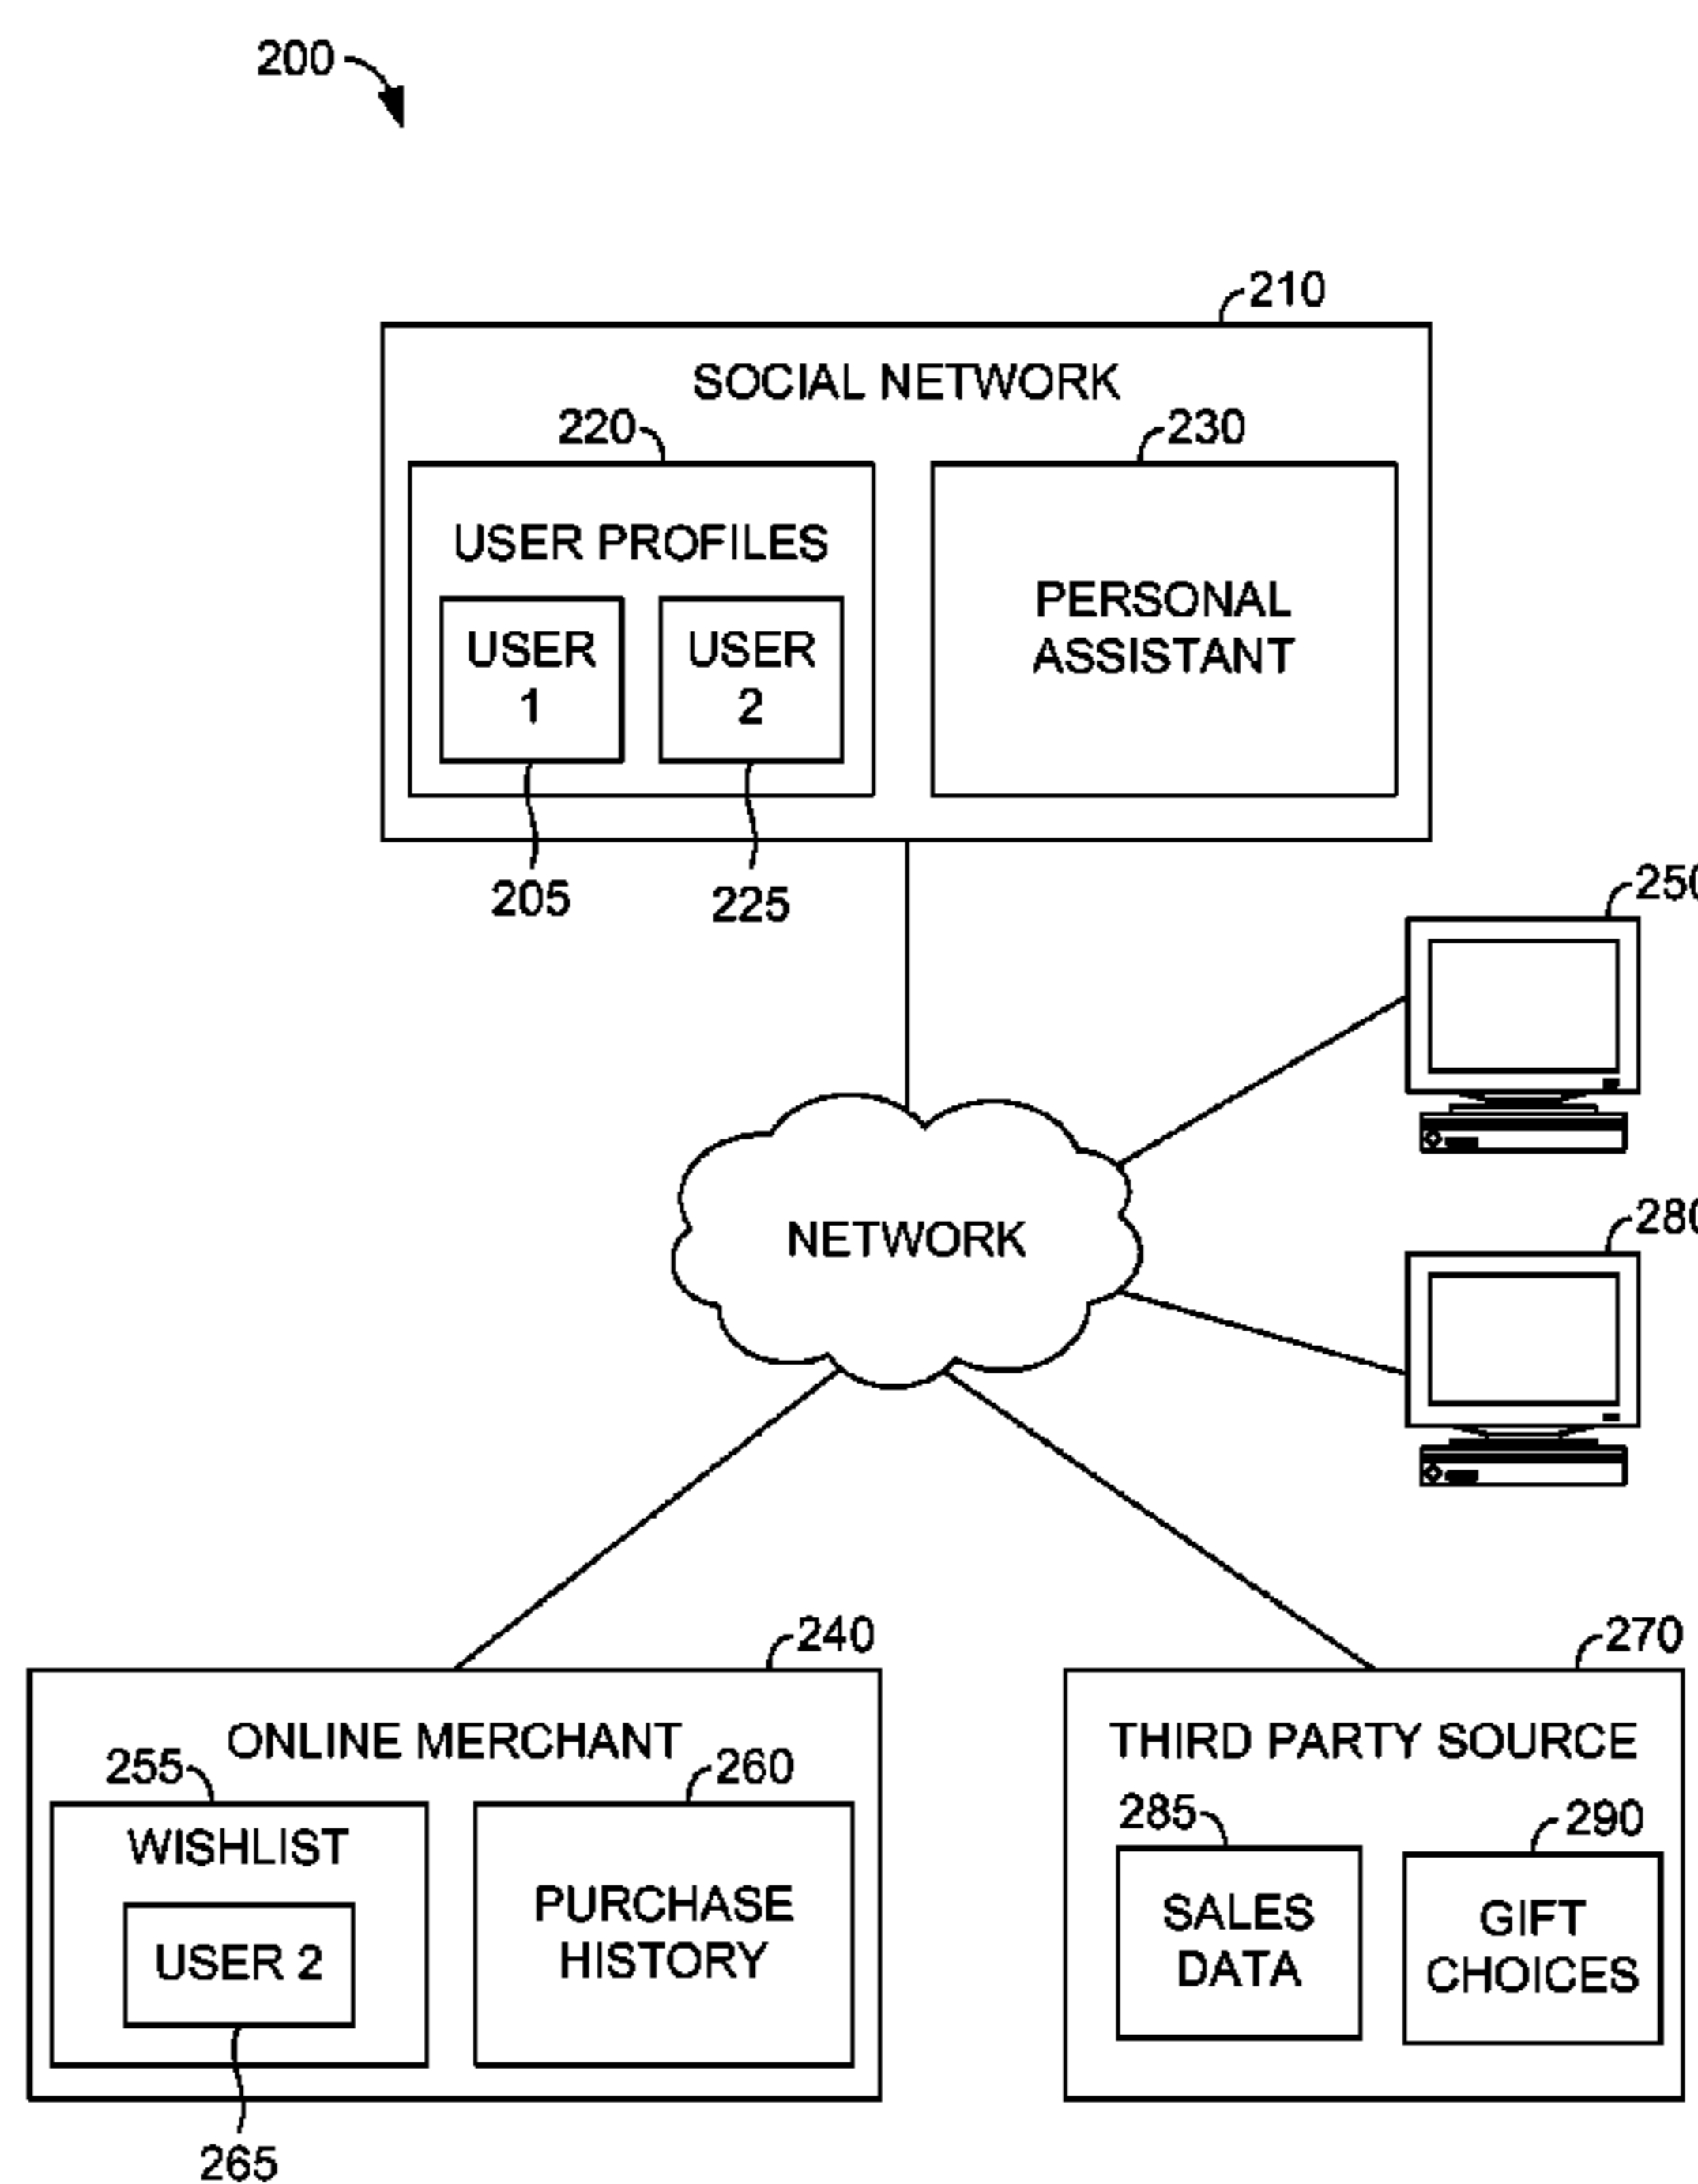 200
210
SOCIAL NETWORK
220
230
USER PROFILES
USER
1
USER
2
PERSONAL
ASSISTANT
205
225
250
NETWORK
280
240
ONLINE MERCHANT
255
260
WISHLIST
USER 2
PURCHASE
HISTORY
265
270
THIRD PARTY SOURCE
285
290
SALES
DATA
GIFT
CHOICES